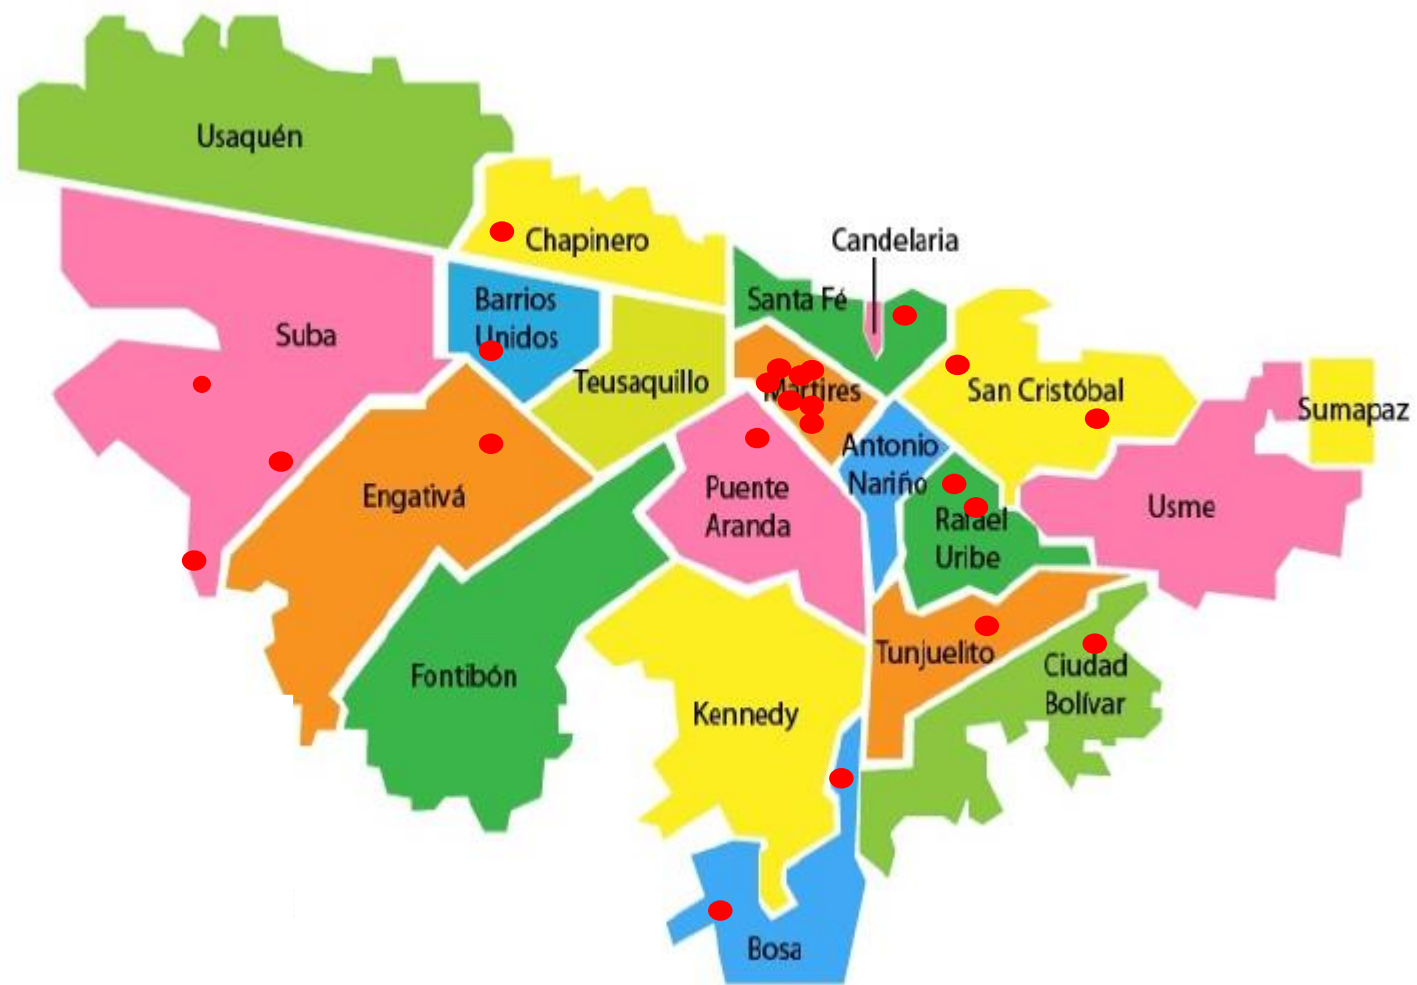 Usaquén
Chapinero
Candelaria
Barrios
Unidos
Santa Fé
Suba
Teusaquillo
Martires
San Cristóbal
Sumapaz
Antonio
Nariño
Engativá
Puente
Aranda
Rafael
Uribe
Usme
Fontibón
Tunjuelito
Ciudad
Bolívar
Kennedy
Bosa